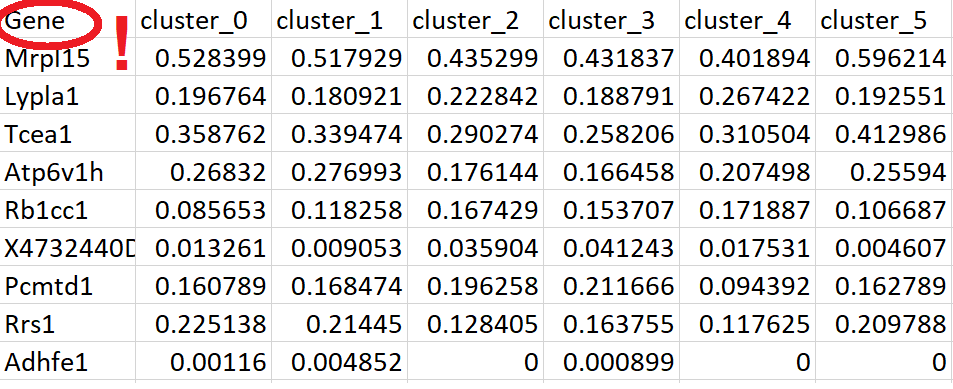 Gene cluster_0 cluster_1 cluster_2 cluster_3 cluster_4 cluster_5
! 
Mrpl15 0.528399 0.517929 0.435299 0.431837 0.401894 0.596214
Lypla1 0.196764 0.180921 0.222842 0.188791 0.267422 0.192551
Tcea1 0.358762 0.339474 0.290274 0.258206 0.310504 0.412986
Atp6v1h 0.26832 0.276993 0.176144 0.166458 0.207498 0.25594
Rb1cc1 0.085653 0.118258 0.167429 0.153707 0.171887 0.106687
X4732440D 0.013261 0.009053 0.035904 0.041243 0.017531 0.004607
Pcmtd1 0.160789 0.168474 0.196258 0.211666 0.094392 0.162789
Rrs1 0.225138 0.21445 0.128405 0.163755 0.117625 0.209788
Adhfe1 0.00116 0.004852 0 0.000899 0 0